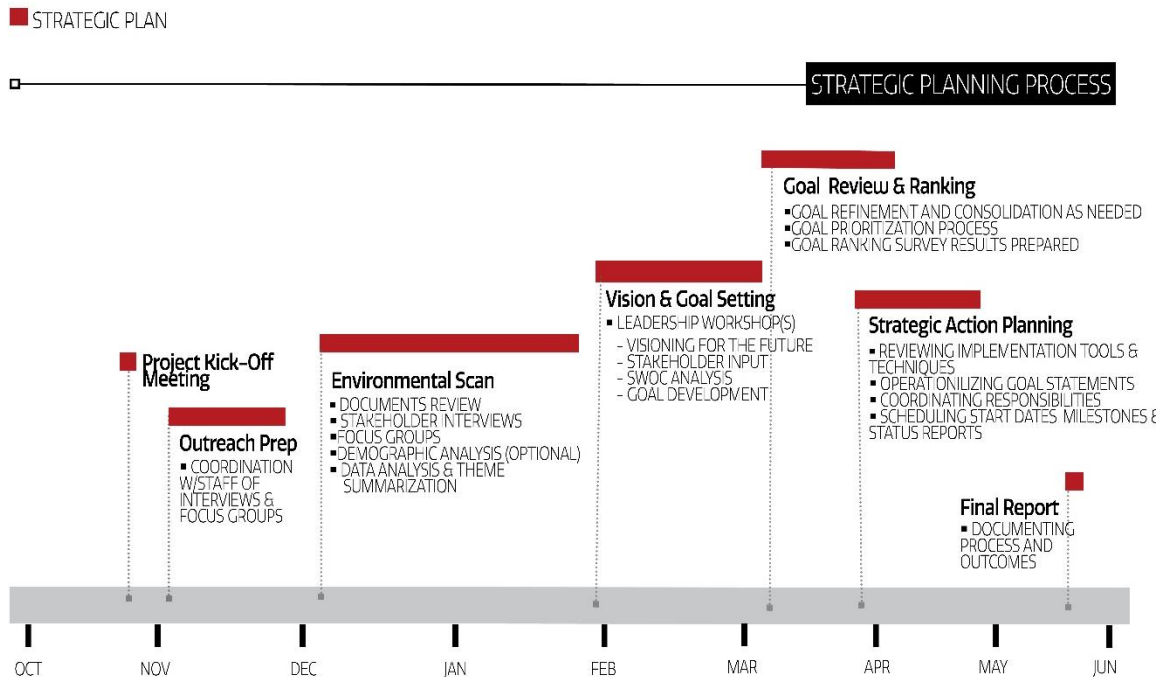 STRATEGIC PLAN
STRATEGIC PLANNING PROCESS
Goal Review & Ranking
▪GOAL REFINEMENT AND CONSOLIDATION AS NEEDED
▪GOAL PRIORITIZATION PROCESS
▪GOAL RANKING SURVEY RESULTS PREPARED
Vision & Goal Setting
▪ LEADERSHIP WORKSHOP(S)
- VISIONING FOR THE FUTURE
- STAKEHOLDER INPUT
- SWOC ANALYSIS
- GOAL DEVELOPMENT
Strategic Action Planning
▪ REVIEWING IMPLEMENTATION TOOLS &
TECHNIQUES
▪ OPERATIONILIZING GOAL STATEMENTS
▪ COORDINATING RESPONSIBILITIES
▪ SCHEDULING START DATES MILESTONES &
STATUS REPORTS
Project Kick-Off
Meeting
Environmental Scan
▪ DOCUMENTS REVIEW
▪ STAKEHOLDER INTERVIEWS
▪FOCUS GROUPS
▪DEMOGRAPHIC ANALYSIS (OPTIONAL)
▪ DATA ANALYSIS & THEME
SUMMARIZATION
Outreach Prep
▪ COORDINATION
W/STAFF OF
INTERVIEWS &
FOCUS GROUPS
Final Report
▪ DOCUMENTING
PROCESS AND
OUTCOMES
OCT NOV DEC JAN FEB MAR APR MAY JUN